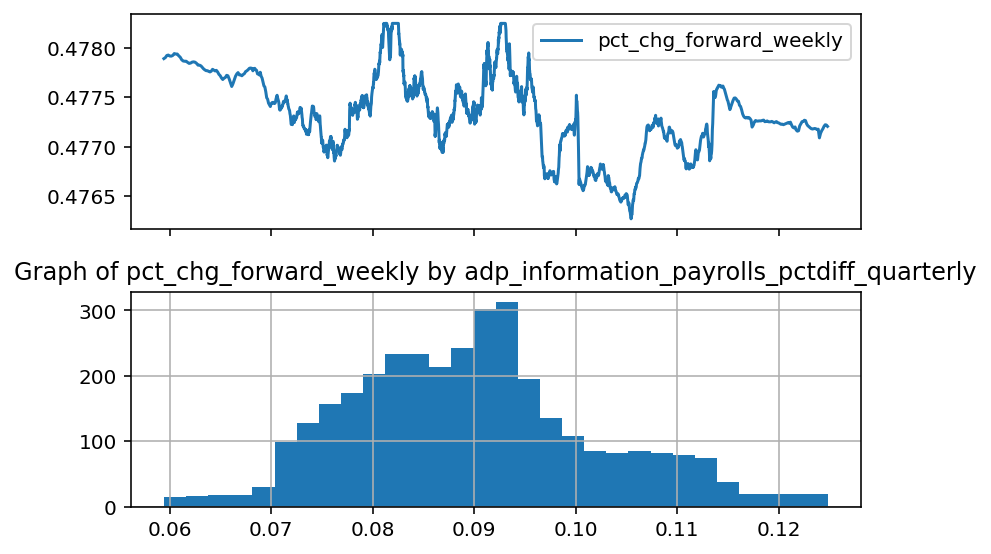 pct_chg_forward_weekly
0.4780
0.4775
0.4770
0.4765
Graph of pct_chg_forward_weekly by adp_information_payrolls_pctdiff_quarterly
300
200
100
0
0.06 0.07 0.08 0.09 0.10 0.11 0.12